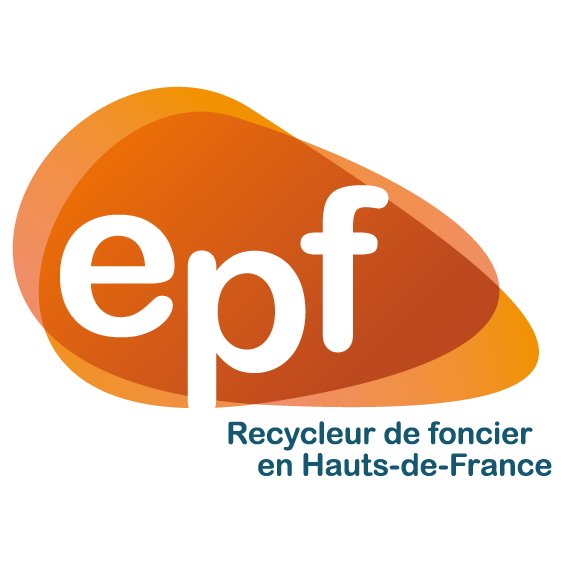 epf
Recycleur de foncier
en Hauts-de-France